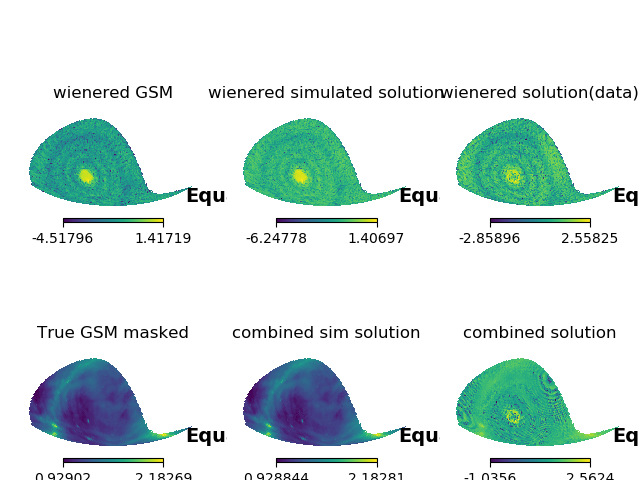 wienered GSM wienered simulated solution wienered solution(data)
Equ Equ Eq
-4.51796 1.41719 -6.24778 1.40697 -2.85896 2.55825
True GSM masked combined sim solution combined solution
Equ Equ Eq
0.92902 2.18269 0.928844 2.18281 -1.0356 2.5624